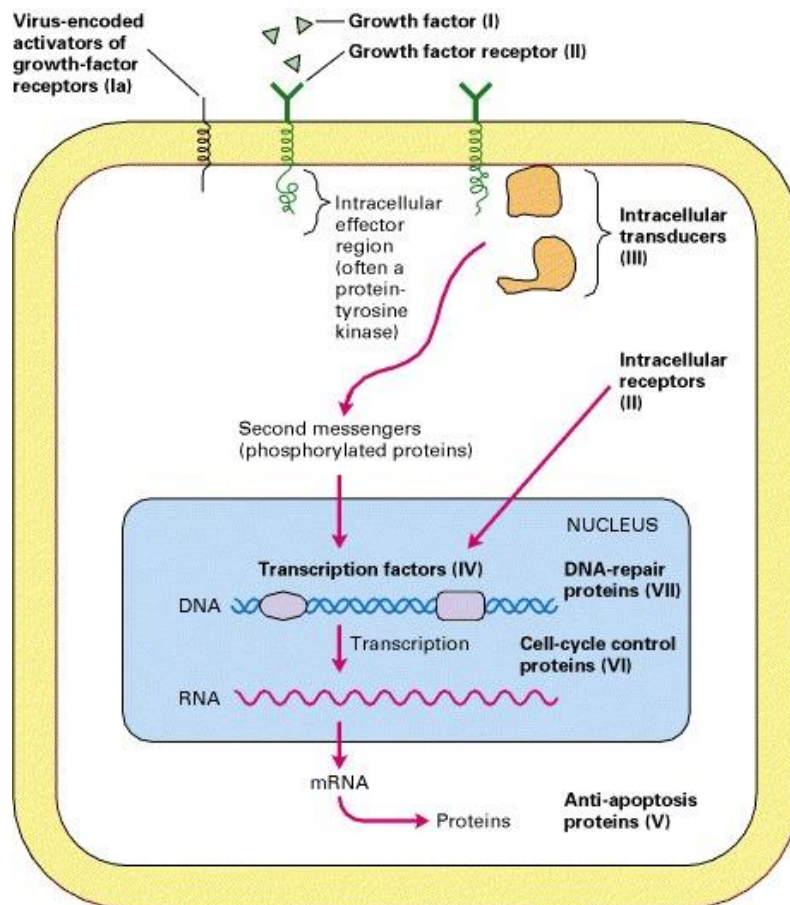 Virus-encoded
activators of
growth-factor
receptors (Ia)
Growth factor (I)
Growth factor receptor (II)
Intracellular
effector
region
(often a
protein-
tyrosine
kinase)
Intracellular
transducers
(III)
Intracellular
receptors
(II)
Second messengers
(phosphorylated proteins)
NUCLEUS
Transcription factors (IV)
DNA-repair
proteins (VII)
DNA
Transcription
Cell-cycle control
proteins (VI)
RNA
mRNA
Proteins
Anti-apoptosis
proteins (V)